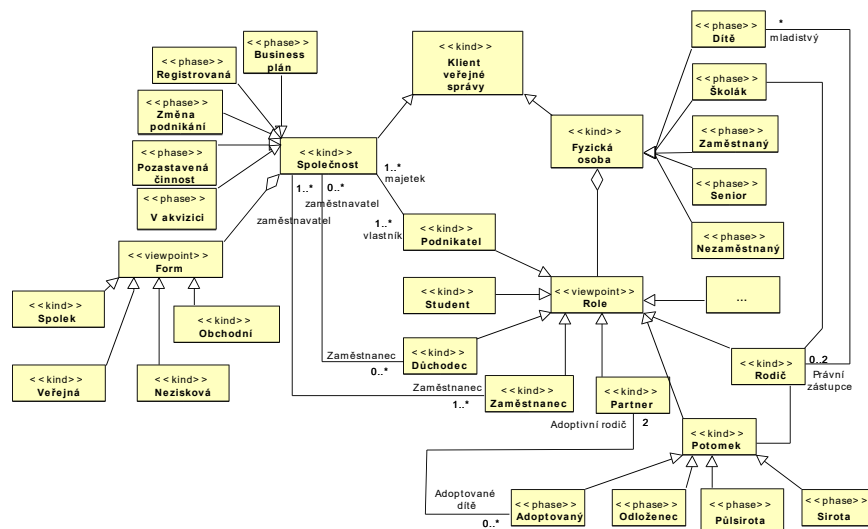 < < phase> >
Business
plán
< < phase> >
Registrovaná
< < phase> >
Změna
podnikání
< < phase> >
Pozastavená
činnost
< < phase> >
V akvizici
< < kind> >
Klient
veřejné
správy
< < phase> >
Dítě
*
mladistvý
< < phase> >
Školák
< < phase> >
Zaměstnaný
< < phase> >
Senior
< < phase> >
Nezaměstnaný
< < kind> >
Společnost
< < kind> >
Fyzická
osoba
1..*
majetek
1..*
0..*
zaměstnavatel
zaměstnavatel
1..*
vlastník
< < kind> >
Podnikatel
< < viewpoint> >
Form
< < kind> >
Spolek
< < kind> >
Obchodní
< < kind> >
Veřejná
< < kind> >
Nezisková
< < kind> >
Student
< < viewpoint> >
Role
...
Zaměstnanec
0..*
< < kind> >
Důchodec
< < kind> >
Rodič
0..2
Právní
zástupce
Zaměstnanec
1..*
< < kind> >
Zaměstnanec
< < kind> >
Partner
Adoptivní rodič
2
< < kind> >
Potomek
Adoptované
dítě
0..*
< < phase> >
Adoptovaný
< < phase> >
Odloženec
< < phase> >
Půlsirota
< < phase> >
Sirota